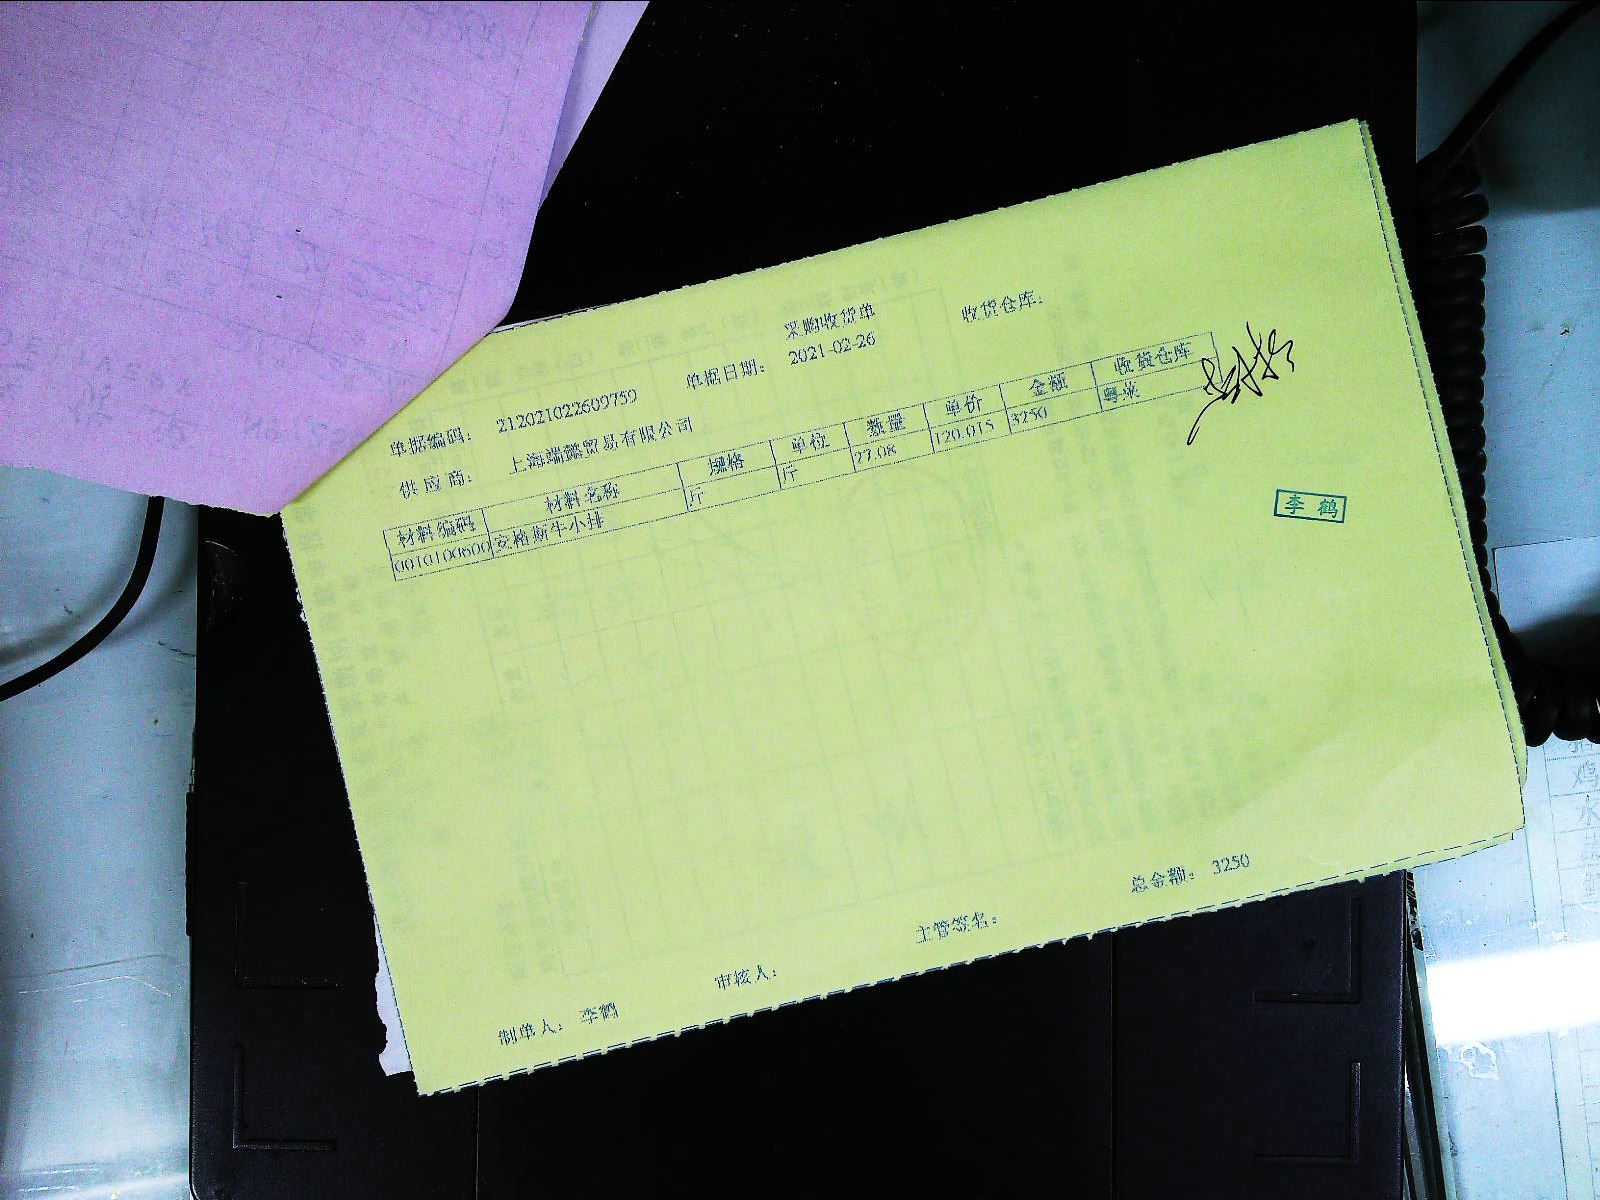 采购收货单
收货仓库：
单据编码： 212021022609759 单据日期： 2021-02-26
供 应 商： 上海端懿贸易有限公司
材料编码 材料名称 规格 单位 数量 单价 金额 收货仓库
0010100600 安格斯牛小排 斤 斤 27.08 120.015 3250 粤菜
李 鹤
总金额： 3250
制单人： 李鹤 审核人： 主管签名：